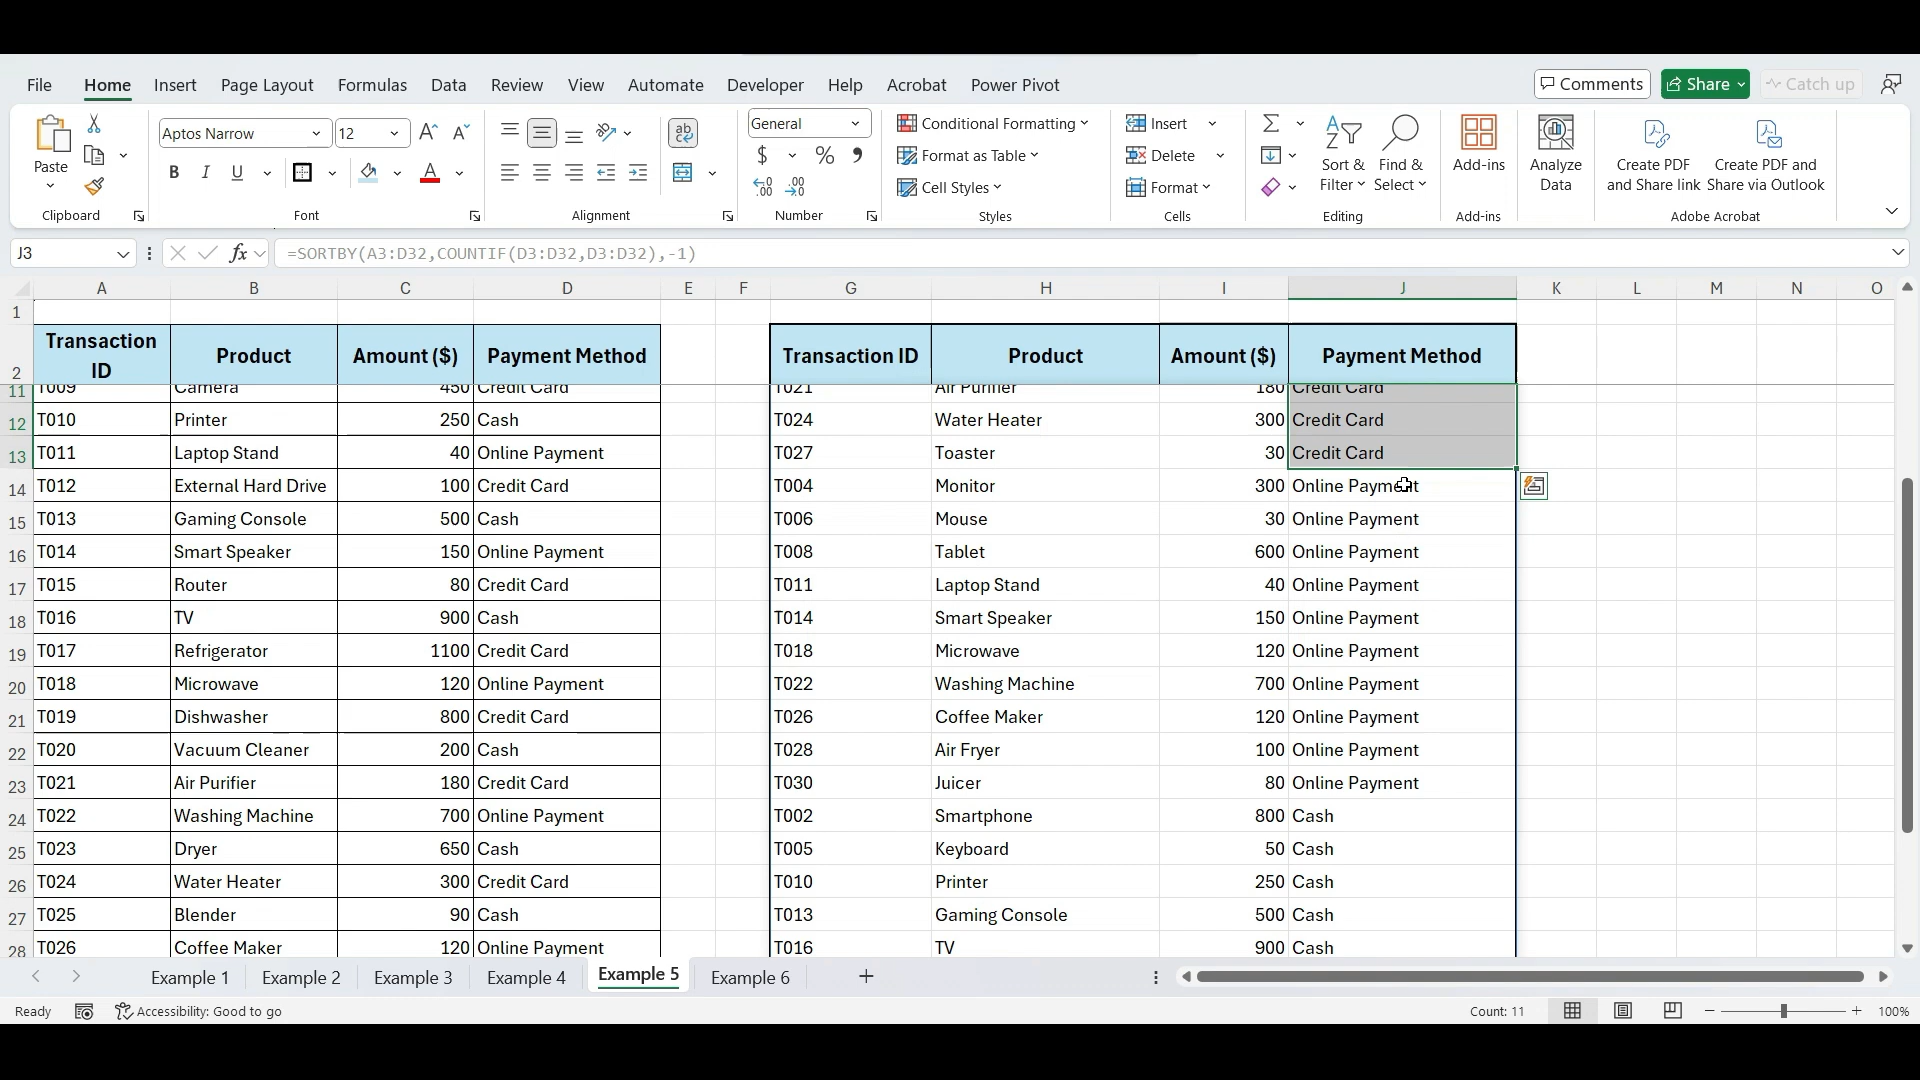 File Home Insert Page Layout Formulas Data Review View Automate Developer Help Acrobat Power Pivot Comments Share Catch up
Aptos Narrow 12 General Conditional Formatting Insert
Paste Format as Table Delete Sort & Filter Find & Select Add-ins Analyze Data Create PDF and Share link Create PDF and Share via Outlook
B I U $ % Cell Styles Format
Clipboard Font Alignment Number Styles Cells Editing Add-ins Adobe Acrobat
J3 fx =SORTBY(A3:D32,COUNTIF(D3:D32,D3:D32),-1)
A B C D E F G H I J K L M N O
1
2 Transaction ID Product Amount ($) Payment Method Transaction ID Product Amount ($) Payment Method
11 T009 Camera 450 Credit Card T021 Air Purifier 180 Credit Card
12 T010 Printer 250 Cash T024 Water Heater 300 Credit Card
13 T011 Laptop Stand 40 Online Payment T027 Toaster 30 Credit Card
14 T012 External Hard Drive 100 Credit Card T004 Monitor 300 Online Payment
15 T013 Gaming Console 500 Cash T006 Mouse 30 Online Payment
16 T014 Smart Speaker 150 Online Payment T008 Tablet 600 Online Payment
17 T015 Router 80 Credit Card T011 Laptop Stand 40 Online Payment
18 T016 TV 900 Cash T014 Smart Speaker 150 Online Payment
19 T017 Refrigerator 1100 Credit Card T018 Microwave 120 Online Payment
20 T018 Microwave 120 Online Payment T022 Washing Machine 700 Online Payment
21 T019 Dishwasher 800 Credit Card T026 Coffee Maker 120 Online Payment
22 T020 Vacuum Cleaner 200 Cash T028 Air Fryer 100 Online Payment
23 T021 Air Purifier 180 Credit Card T030 Juicer 80 Online Payment
24 T022 Washing Machine 700 Online Payment T002 Smartphone 800 Cash
25 T023 Dryer 650 Cash T005 Keyboard 50 Cash
26 T024 Water Heater 300 Credit Card T010 Printer 250 Cash
27 T025 Blender 90 Cash T013 Gaming Console 500 Cash
28 T026 Coffee Maker 120 Online Payment T016 TV 900 Cash
Example 1 Example 2 Example 3 Example 4 Example 5 Example 6
Ready Accessibility: Good to go Count: 11 100%